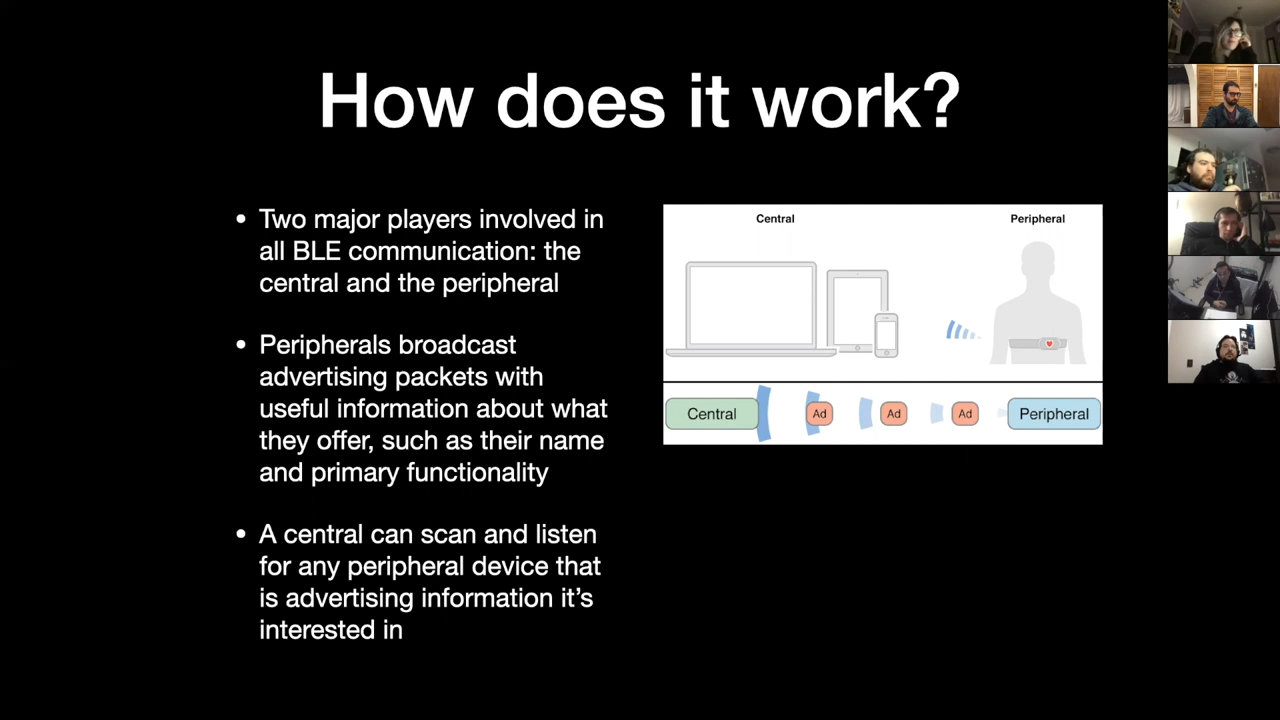 How does it work?
• Two major players involved in
all BLE communication: the
central and the peripheral
• Peripherals broadcast
advertising packets with
useful information about what
they offer, such as their name
and primary functionality
• A central can scan and listen
for any peripheral device that
is advertising information it’s
interested in
Central
Peripheral
Central
Ad
Ad
Ad
Peripheral